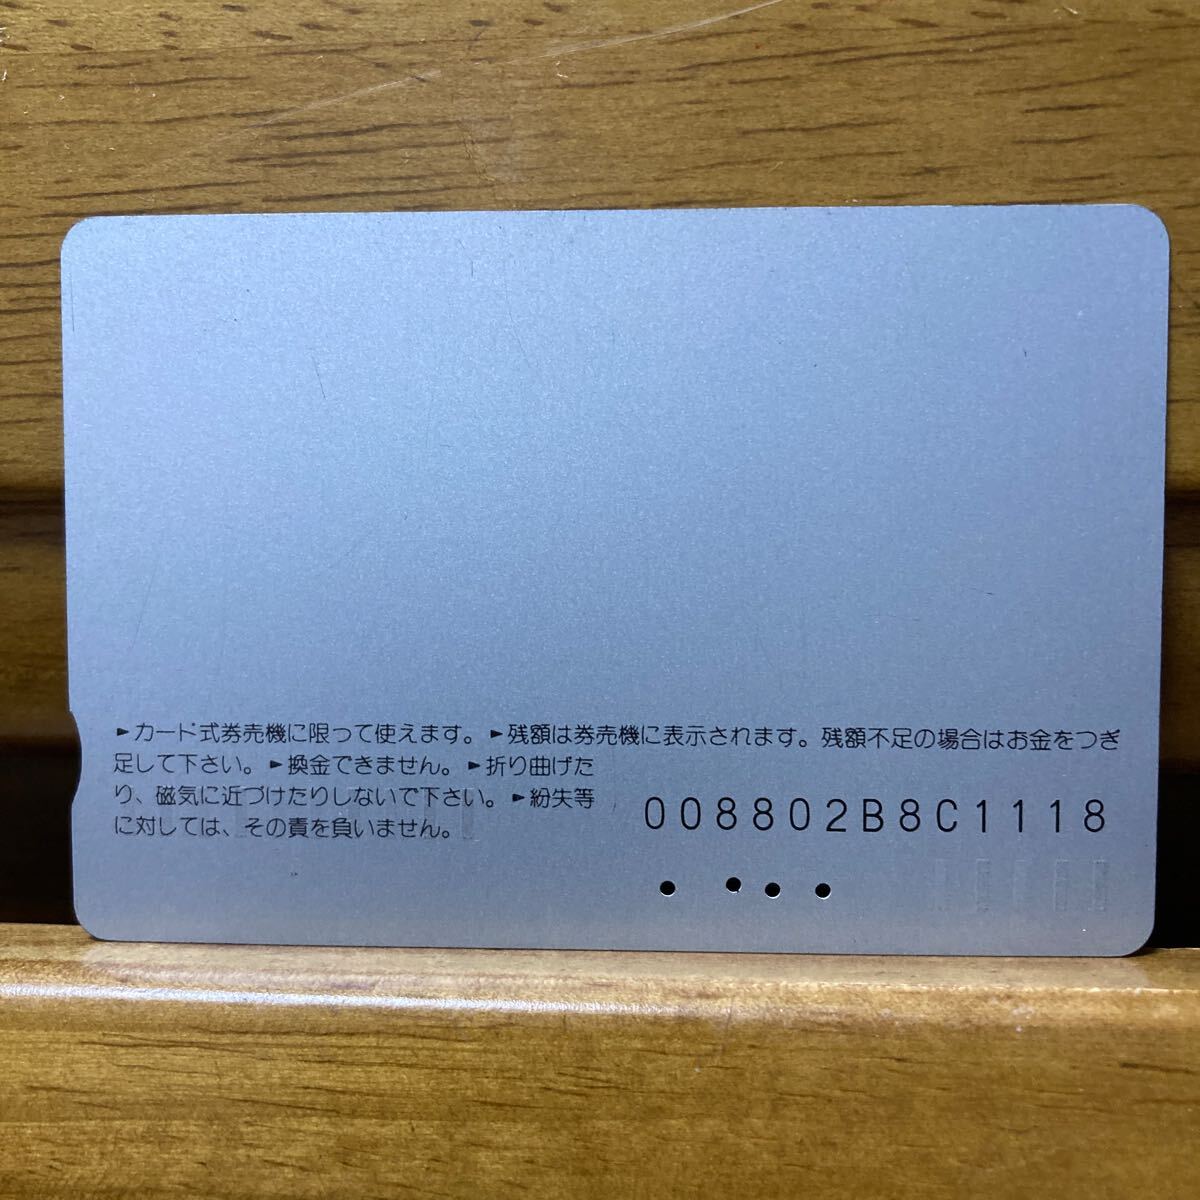 ►カード式券売機に限って使えます。►残額は券売機に表示されます。残額不足の場合はお金をつぎ
足して下さい。►換金できません。►折り曲げた
り、磁気に近づけたりしないで下さい。►紛失等
に対しては、その責を負いません。
008802B8C1118